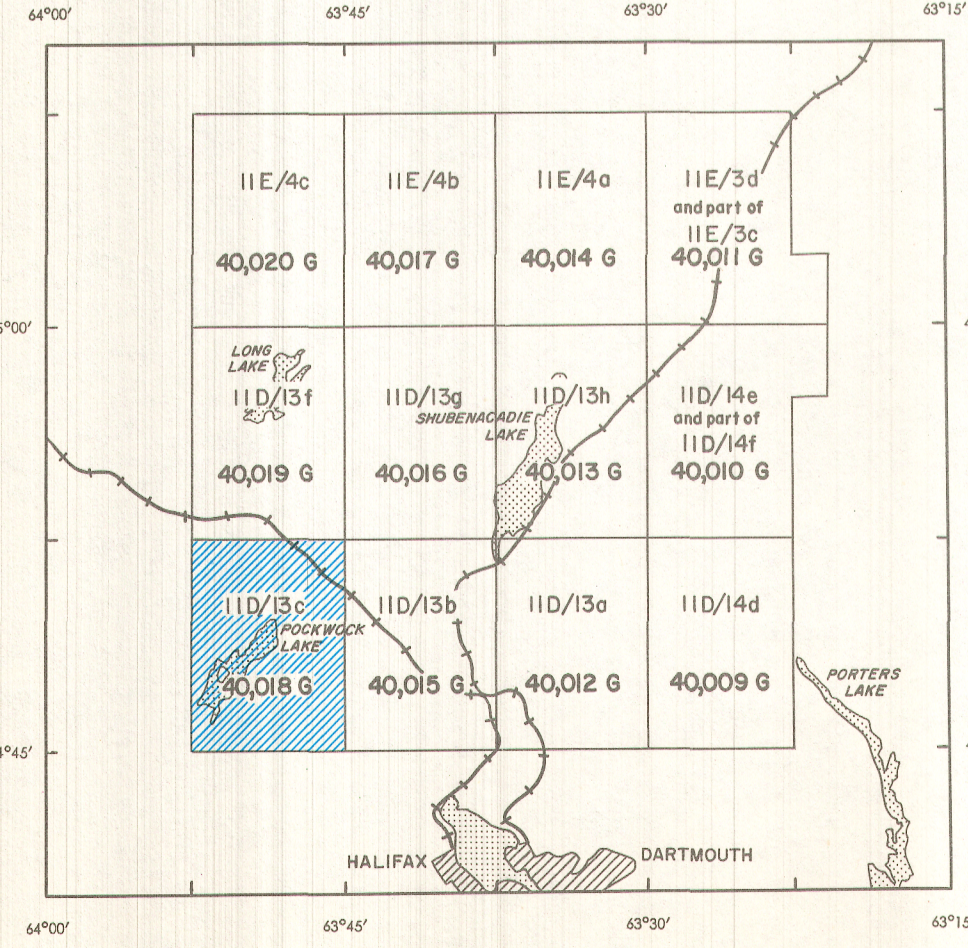 64°00′ 63°45′ 63°30′ 63°15′
11E/4c 11E/4b 11E/4a 11E/3d
and part of
11E/3c
40,020 G 40,017 G 40,014 G 40,011 G
5°00′
LONG
LAKE
11D/13f 11D/13g 11D/13h 11D/14e
SHUBENACADIE
LAKE
and part of
11D/14f
40,019 G 40,016 G 40,013 G 40,010 G
11D/13c 11D/13b 11D/13a 11D/14d
POCKWOCK
LAKE
40,018 G 40,015 G 40,012 G 40,009 G
PORTERS
LAKE
4°45′
HALIFAX DARTMOUTH
64°00′ 63°45′ 63°30′ 63°15